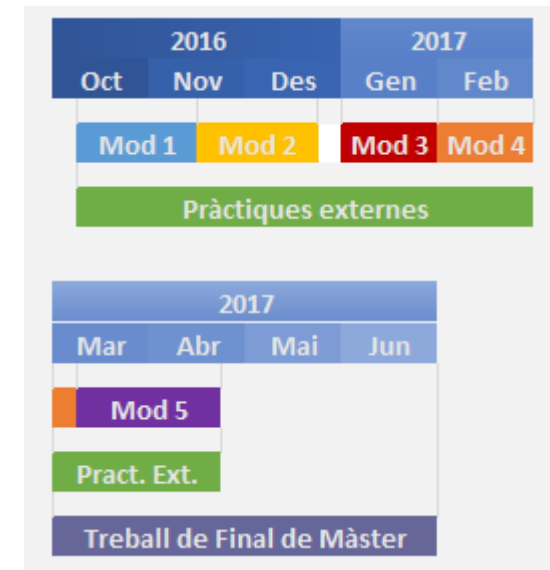 2016 2017
Oct Nov Des Gen Feb
Mod 1 Mod 2 Mod 3 Mod 4
Pràctiques externes
2017
Mar Abr Mai Jun
Mod 5
Pract. Ext.
Treball de Final de Màster